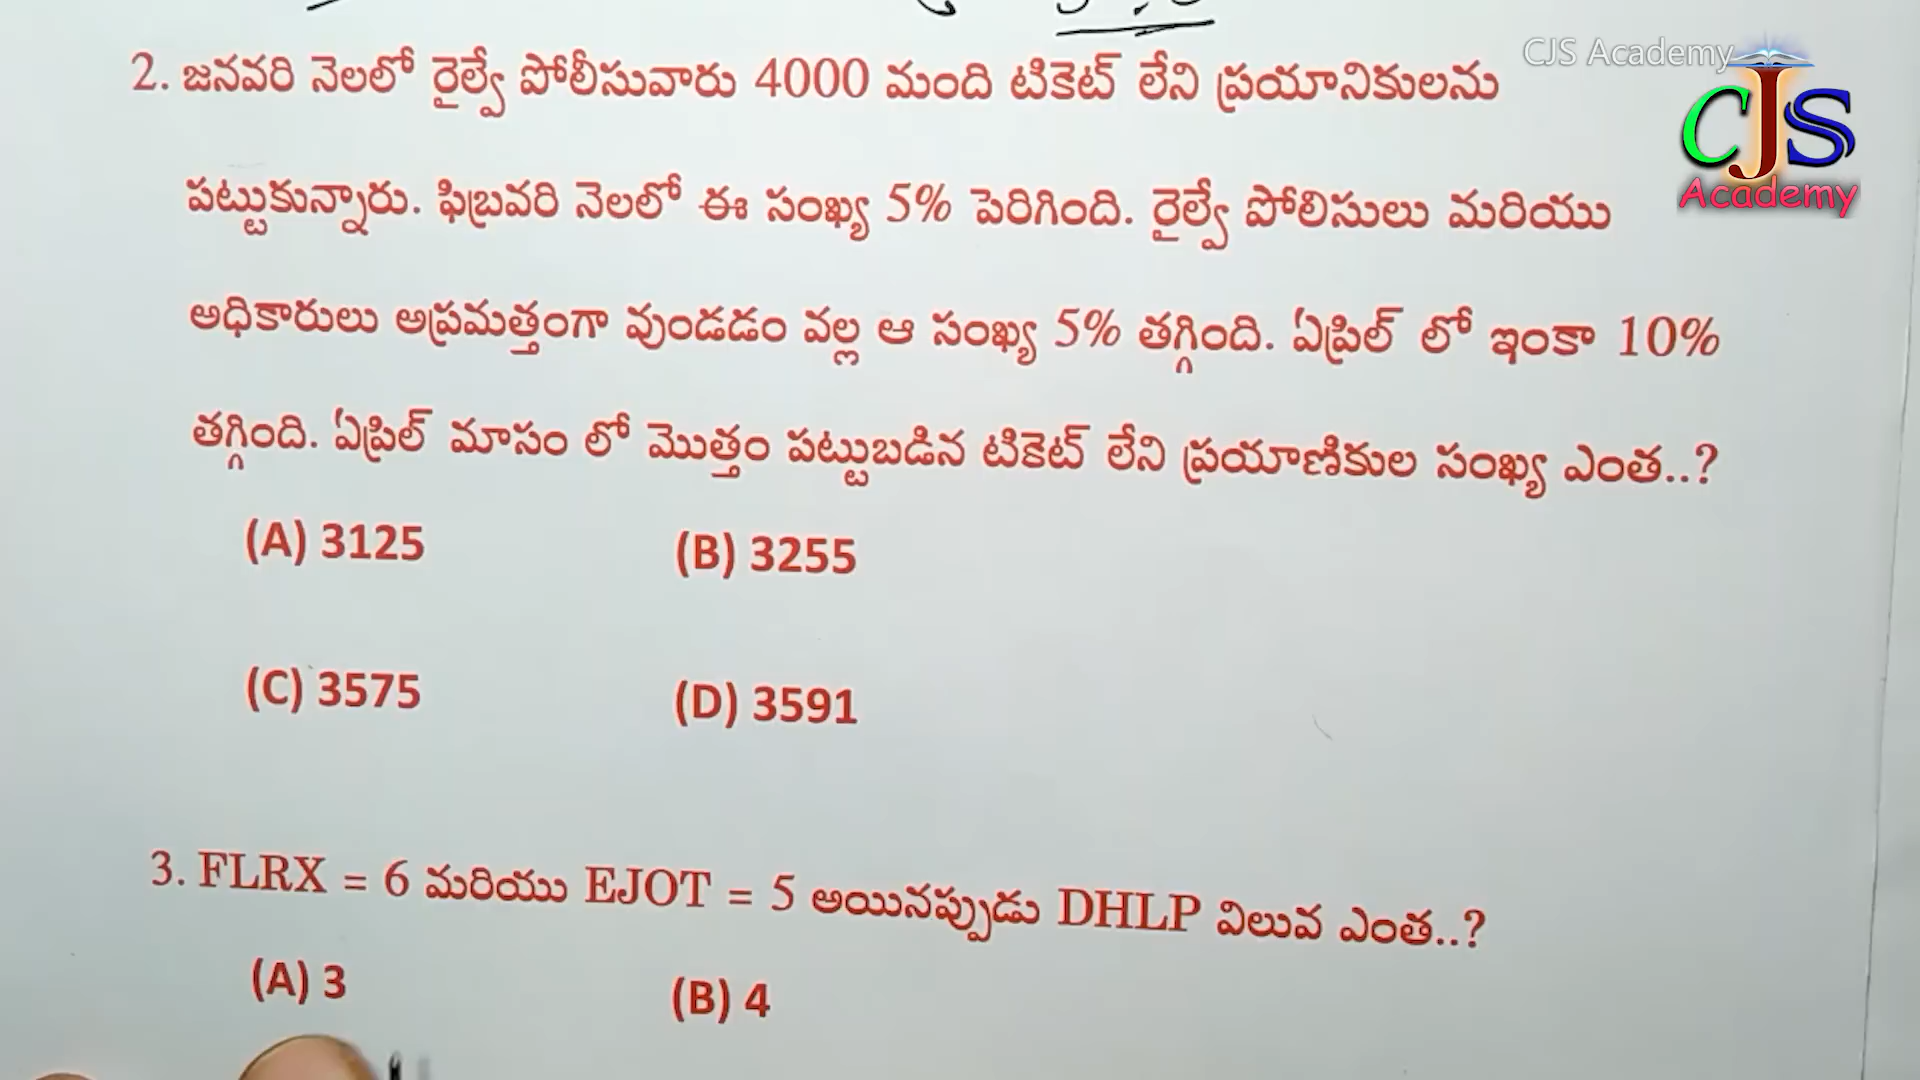 CJS Academy
CJS
Academy
2. జనవరి నెలలో రైల్వే పోలీసువారు 4000 మంది టికెట్ లేని ప్రయానికులను
పట్టుకున్నారు. ఫిబ్రవరి నెలలో ఈ సంఖ్య 5% పెరిగింది. రైల్వే పోలిసులు మరియు
అధికారులు అప్రమత్తంగా వుండడం వల్ల ఆ సంఖ్య 5% తగ్గింది. ఏప్రిల్ లో ఇంకా 10%
తగ్గింది. ఏప్రిల్ మాసం లో మొత్తం పట్టుబడిన టికెట్ లేని ప్రయాణికుల సంఖ్య ఎంత..?
(A) 3125 (B) 3255
(C) 3575 (D) 3591
3. FLRX = 6 మరియు EJOT = 5 అయినప్పుడు DHLP విలువ ఎంత..?
(A) 3 (B) 4